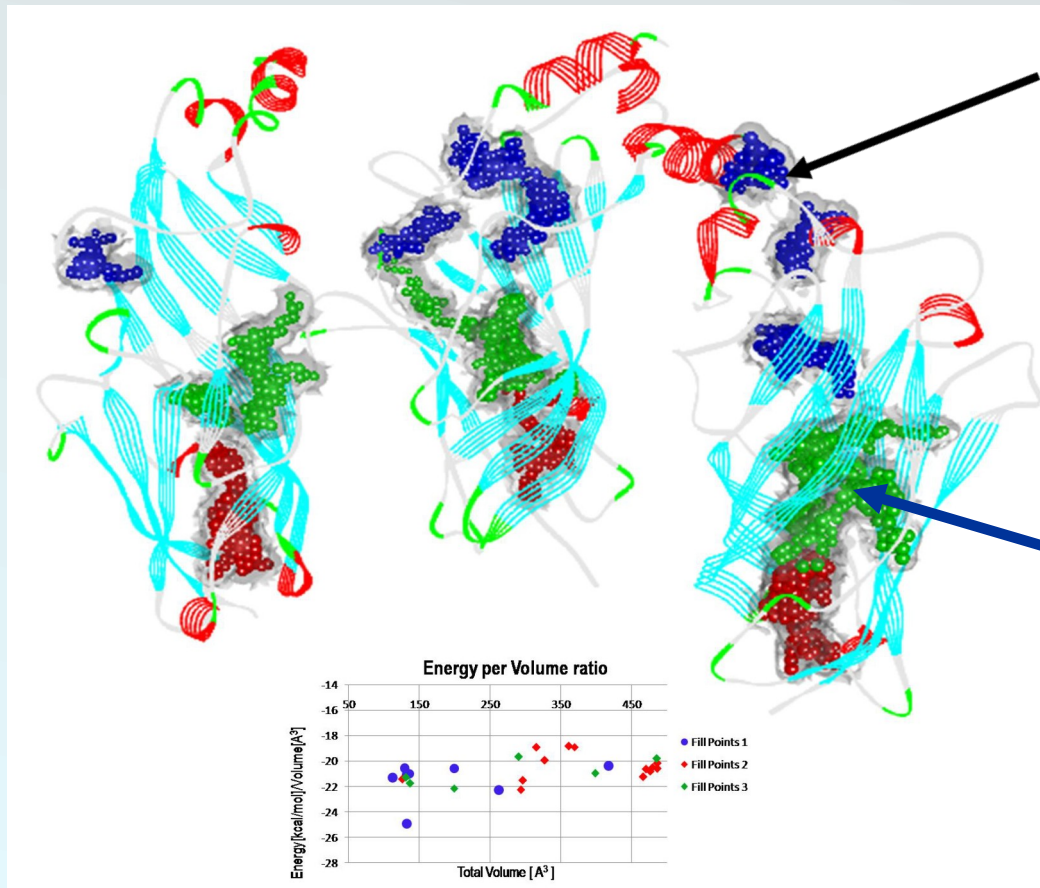 Energy per Volume ratio
-14
50 150 250 350 450
-16
-18
-20
-22
-24
-26
-28
Energy[kcal/mol]/Volume[A³]
Total Volume [A³]
Fill Points 1
Fill Points 2
Fill Points 3